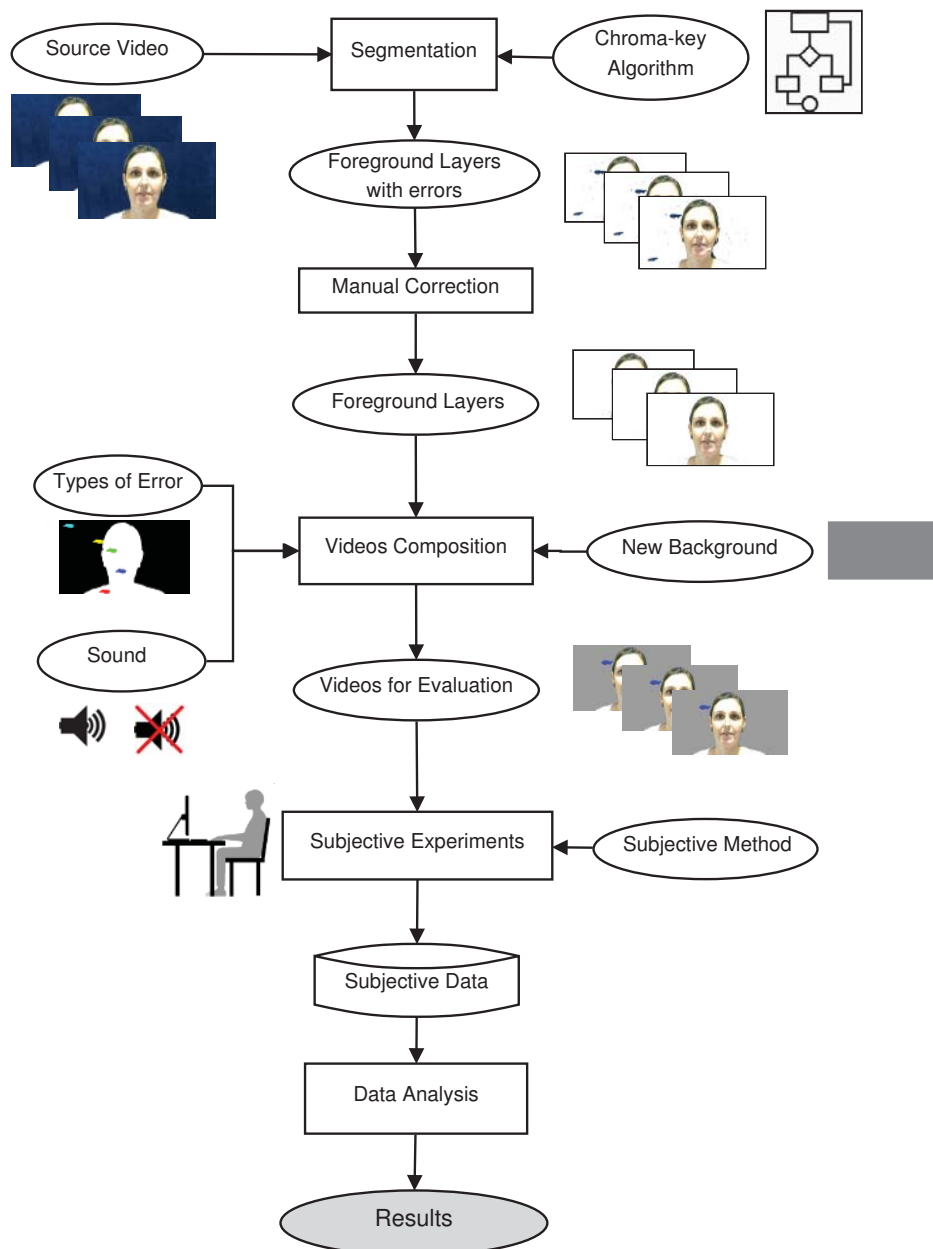 Source Video
Segmentation
Chroma-key
Algorithm
Foreground Layers
with errors
Manual Correction
Foreground Layers
Types of Error
Videos Composition
New Background
Sound
Videos for Evaluation
Subjective Experiments
Subjective Method
Subjective Data
Data Analysis
Results